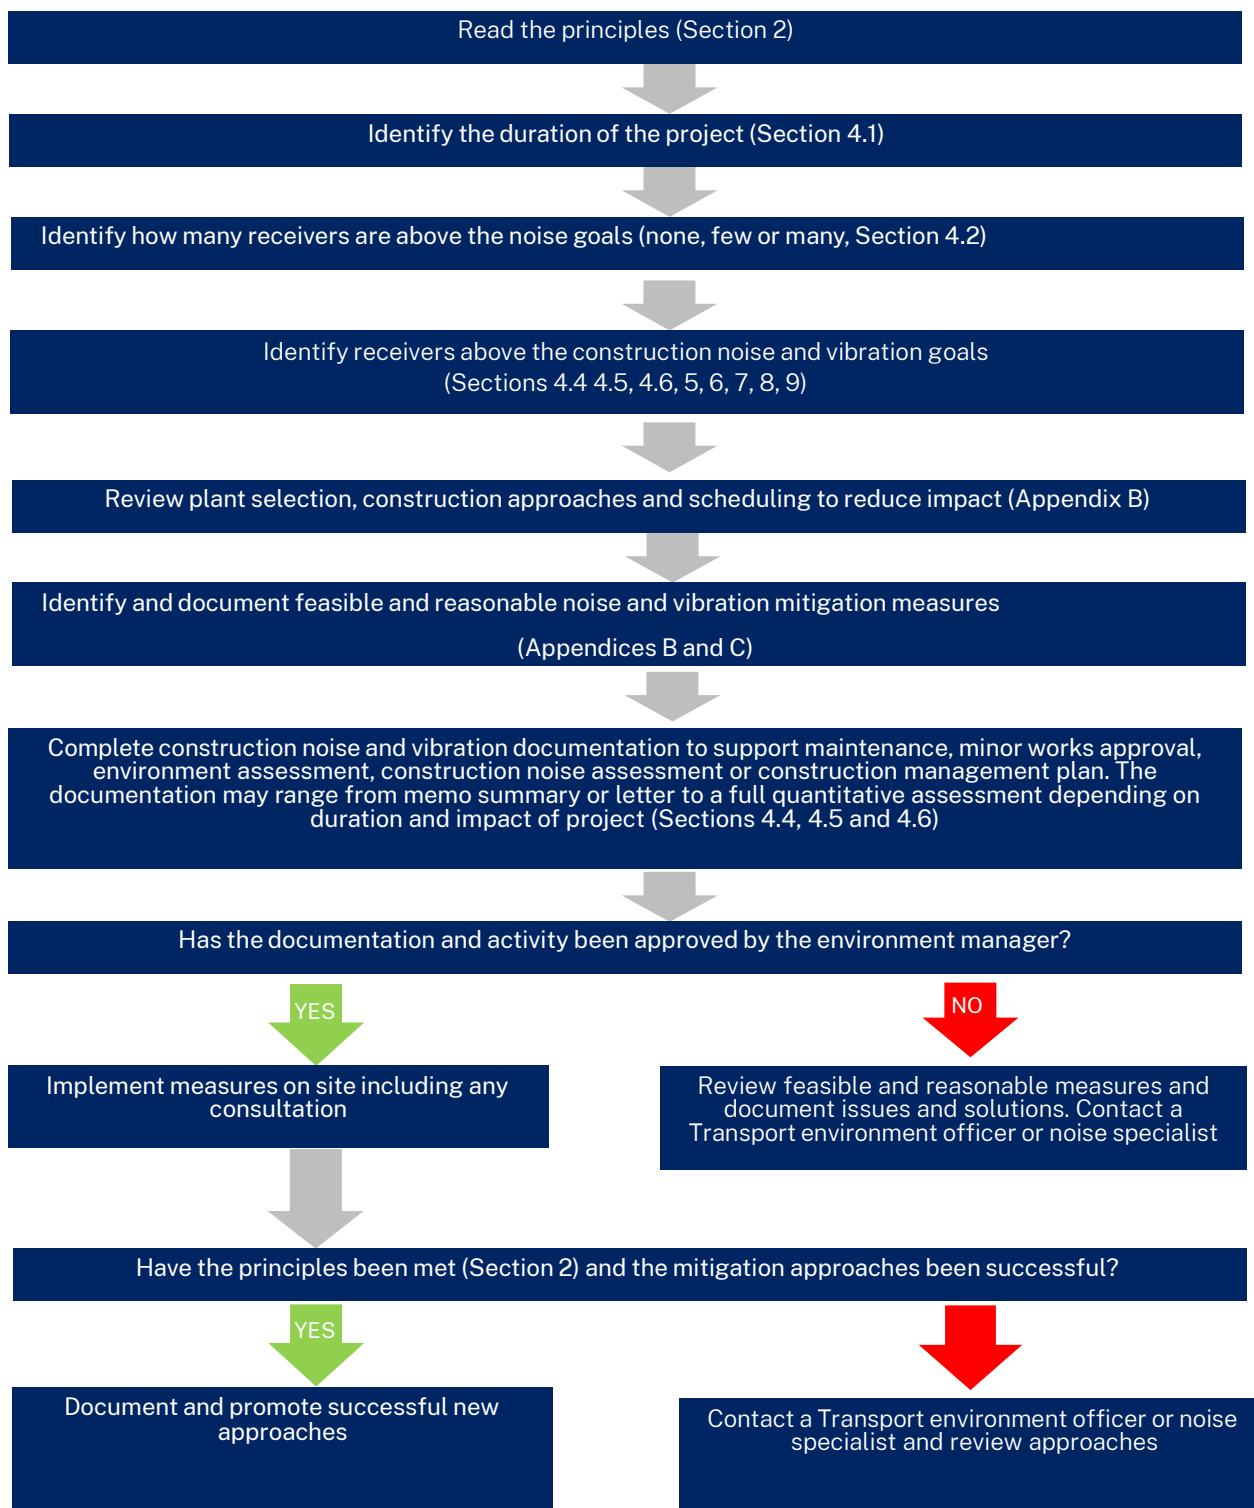 Read the principles (Section 2)
Identify the duration of the project (Section 4.1)
Identify how many receivers are above the noise goals (none, few or many, Section 4.2)
Identify receivers above the construction noise and vibration goals
(Sections 4.4 4.5, 4.6, 5, 6, 7, 8, 9)
Review plant selection, construction approaches and scheduling to reduce impact (Appendix B)
Identify and document feasible and reasonable noise and vibration mitigation measures
(Appendices B and C)
Complete construction noise and vibration documentation to support maintenance, minor works approval,
environment assessment, construction noise assessment or construction management plan. The
documentation may range from memo summary or letter to a full quantitative assessment depending on
duration and impact of project (Sections 4.4, 4.5 and 4.6)
Has the documentation and activity been approved by the environment manager?
YES
NO
Implement measures on site including any
consultation
Review feasible and reasonable measures and
document issues and solutions. Contact a
Transport environment officer or noise specialist
Have the principles been met (Section 2) and the mitigation approaches been successful?
YES
Document and promote successful new
approaches
Contact a Transport environment officer or noise
specialist and review approaches